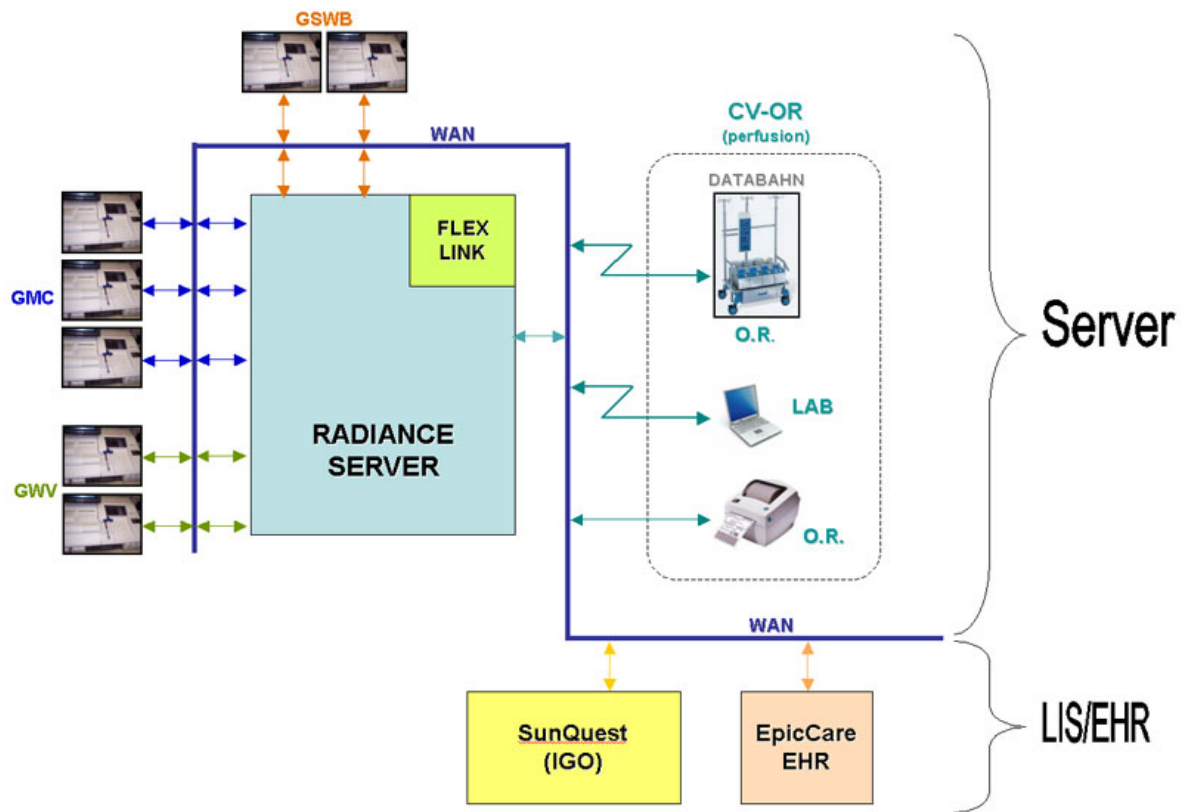 GSWB
WAN
CV-OR
(perfusion)
DATABAHN
FLEX
LINK
GMC
O.R.
Server
LAB
RADIANCE
SERVER
GWV
O.R.
WAN
SunQuest
(IGO)
EpicCare
EHR
LIS/EHR